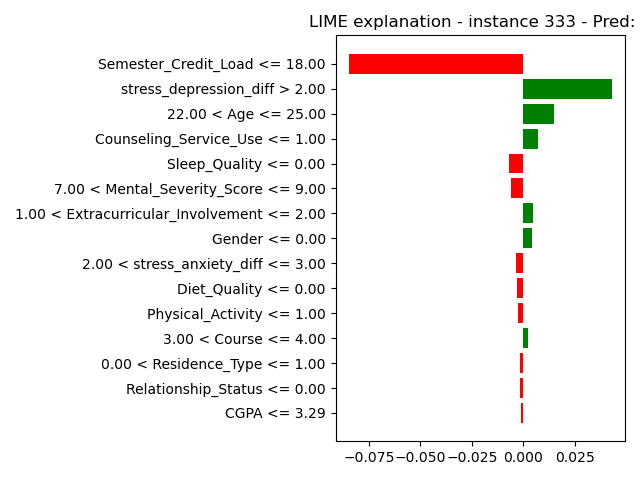 LIME explanation - instance 333 - Pred:
Semester_Credit_Load <= 18.00
stress_depression_diff > 2.00
22.00 < Age <= 25.00
Counseling_Service_Use <= 1.00
Sleep_Quality <= 0.00
7.00 < Mental_Severity_Score <= 9.00
1.00 < Extracurricular_Involvement <= 2.00
Gender <= 0.00
2.00 < stress_anxiety_diff <= 3.00
Diet_Quality <= 0.00
Physical_Activity <= 1.00
3.00 < Course <= 4.00
0.00 < Residence_Type <= 1.00
Relationship_Status <= 0.00
CGPA <= 3.29
−0.075 −0.050 −0.025 0.000 0.025